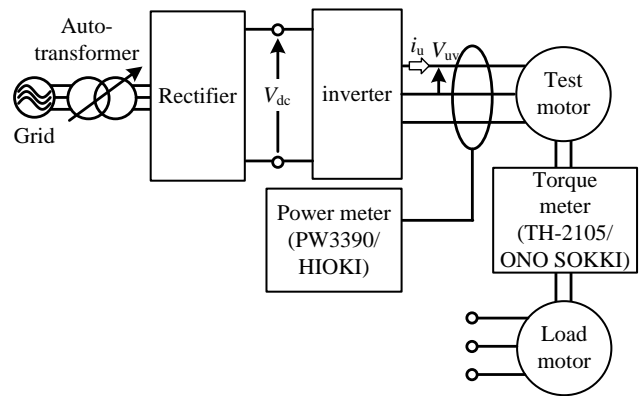 Auto-
transformer
Grid
Rectifier
Vdc
inverter
iu
Vuv
Test
motor
Power meter
(PW3390/
HIOKI)
Torque
meter
(TH-2105/
ONO SOKKI)
Load
motor